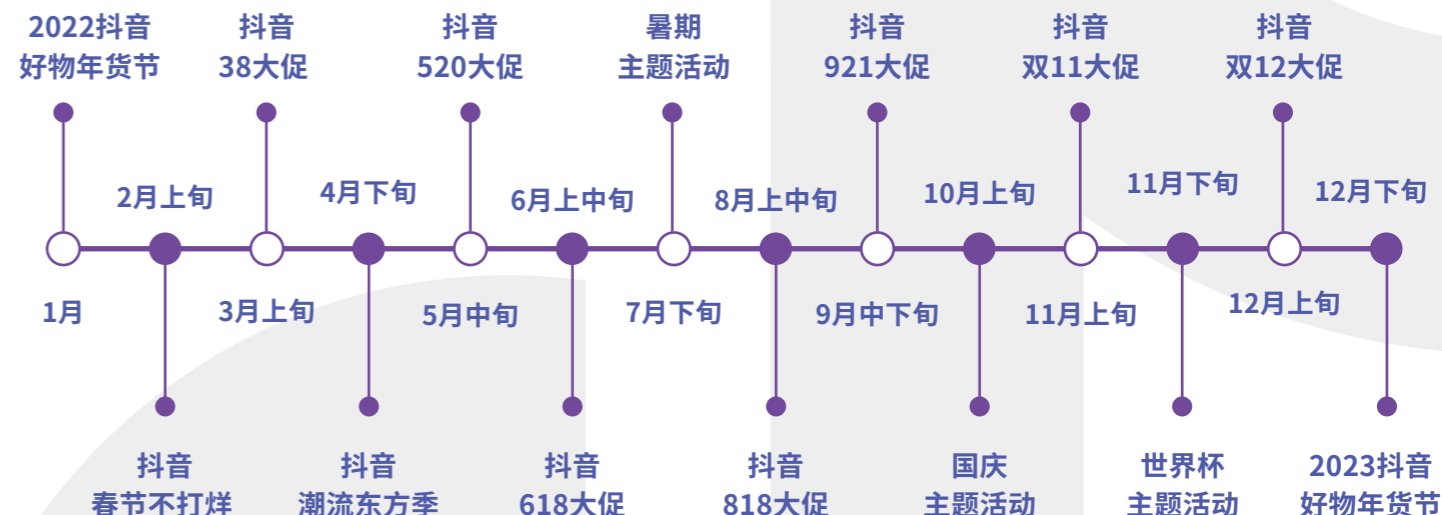 2022抖音
好物年货节
抖音
38大促
抖音
520大促
暑期
主题活动
抖音
921大促
抖音
双11大促
抖音
双12大促
2月上旬
4月下旬
6月上中旬
8月上中旬
10月上旬
11月下旬
12月下旬
1月
3月上旬
5月中旬
7月下旬
9月中下旬
11月上旬
12月上旬
抖音
春节不打烊
抖音
潮流东方季
抖音
618大促
抖音
818大促
国庆
主题活动
世界杯
主题活动
2023抖音
好物年货节